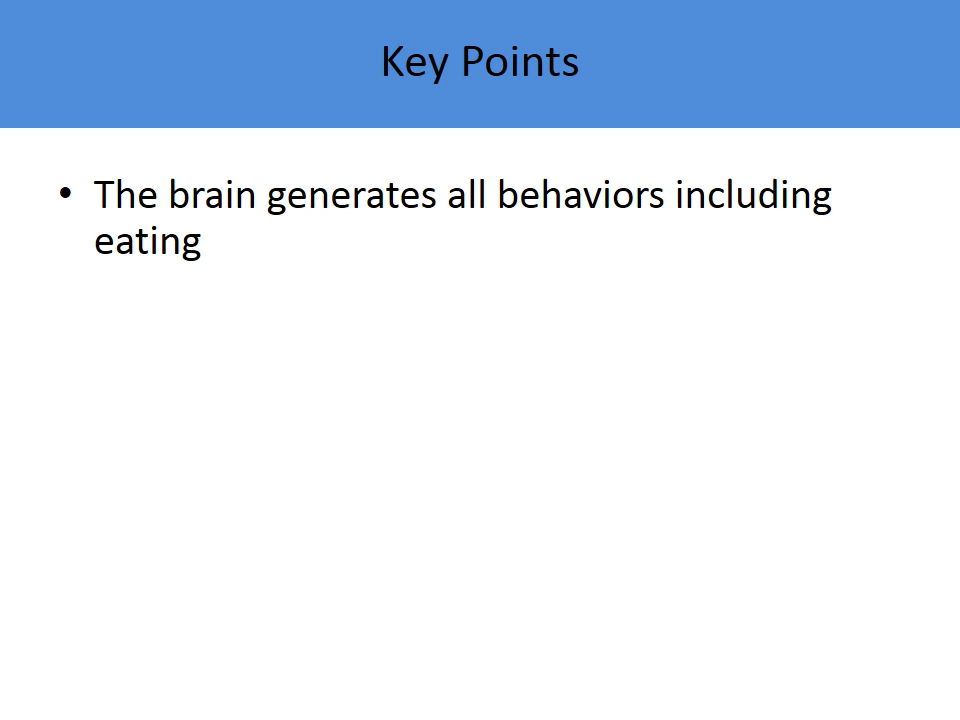 Key Points
• The brain generates all behaviors including
eating